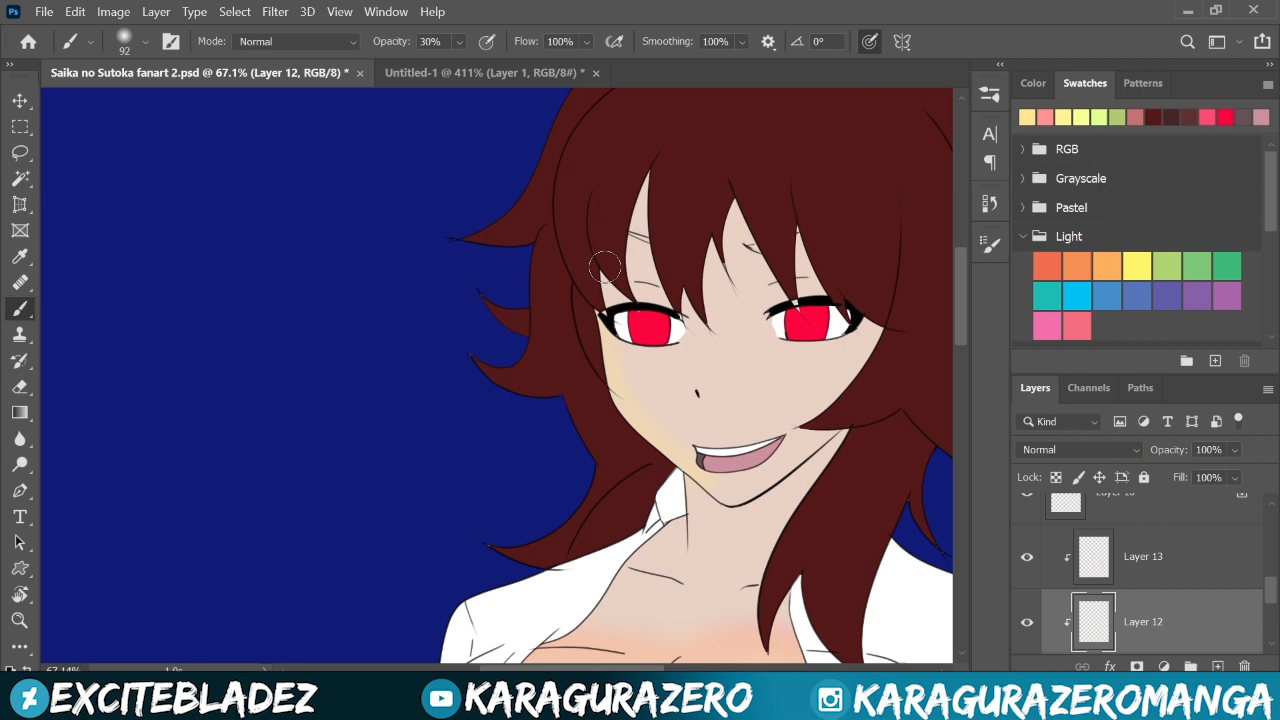 Ps File Edit Image Layer Type Select Filter 3D View Window Help
92 Mode: Normal Opacity: 30% Flow: 100% Smoothing: 100% 0°
Saika no Sutoka fanart 2.psd @ 67.1% (Layer 12, RGB/8) * × Untitled-1 @ 411% (Layer 1, RGB/8#) * ×
Color Swatches Patterns
RGB
Grayscale
Pastel
Light
Layers Channels Paths
Kind
Normal Opacity: 100%
Lock: Fill: 100%
Layer 13
Layer 12
EXCITEBLADEZ KARAGURAZERO KARAGURAZEROMANGA